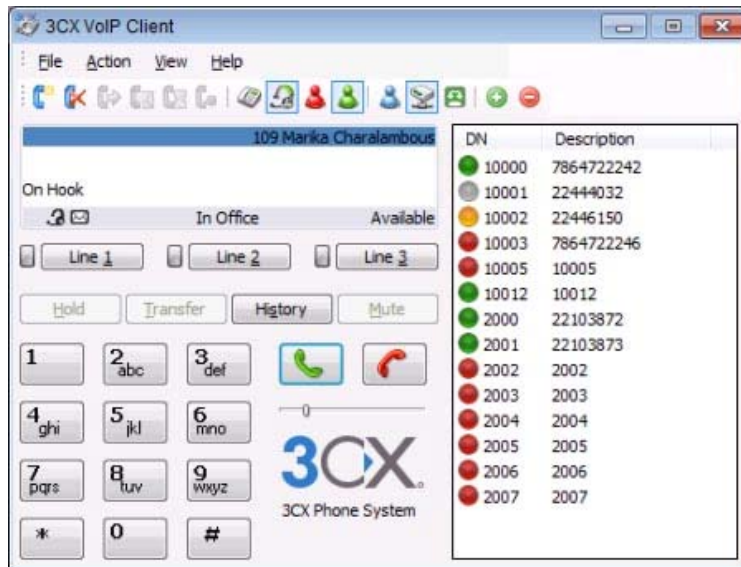 3CX VoIP Client
File Action View Help
109 Marika Charalambous
On Hook
In Office Available
Line 1 Line 2 Line 3
Hold Transfer History Mute
1 2 abc 3 def
4 ghi 5 jkl 6 mno
7 pqrs 8 tuv 9 wxyz
* 0 #
3CX
3CX Phone System
DN Description
10000 7864722242
10001 22444032
10002 22446150
10003 7864722246
10005 10005
10012 10012
2000 22103872
2001 22103873
2002 2002
2003 2003
2004 2004
2005 2005
2006 2006
2007 2007